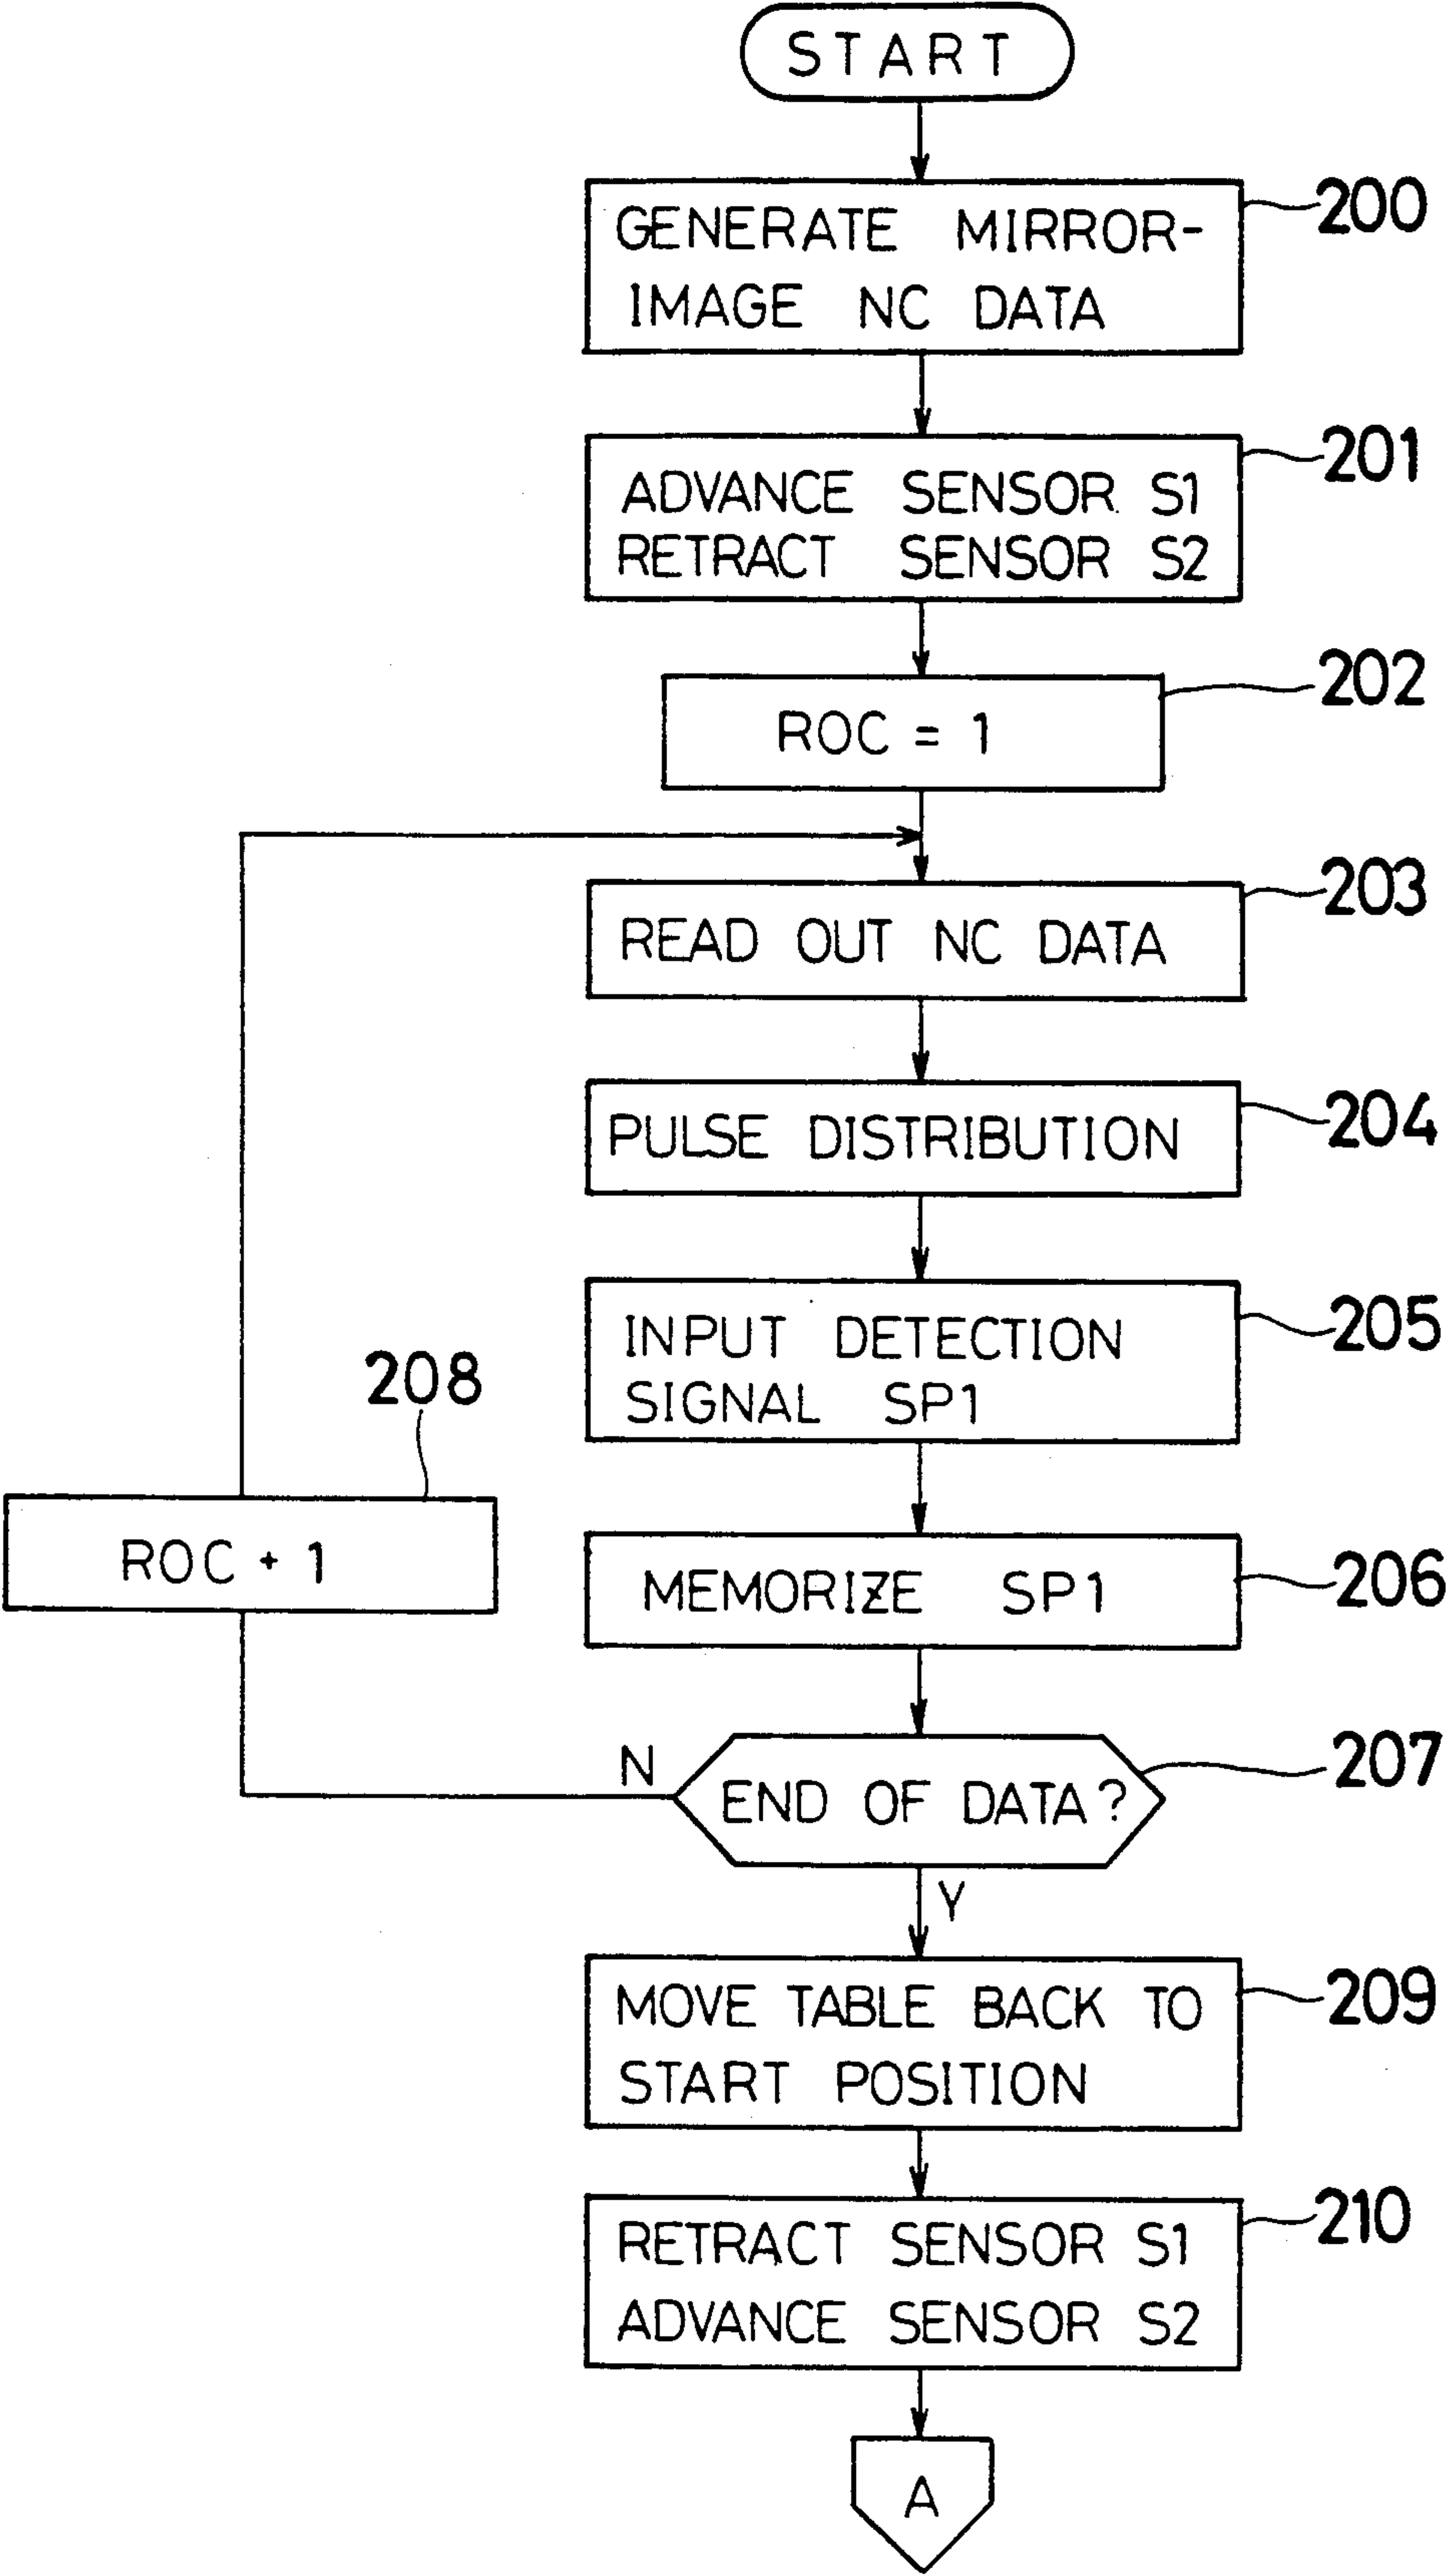 START
GENERATE MIRROR-
IMAGE NC DATA
200
ADVANCE SENSOR S1
RETRACT SENSOR S2
201
ROC = 1
202
READ OUT NC DATA
203
PULSE DISTRIBUTION
204
INPUT DETECTION
SIGNAL SP1
205
208
ROC + 1
MEMORIZE SP1
206
N
END OF DATA?
207
Y
MOVE TABLE BACK TO
START POSITION
209
RETRACT SENSOR S1
ADVANCE SENSOR S2
210
A